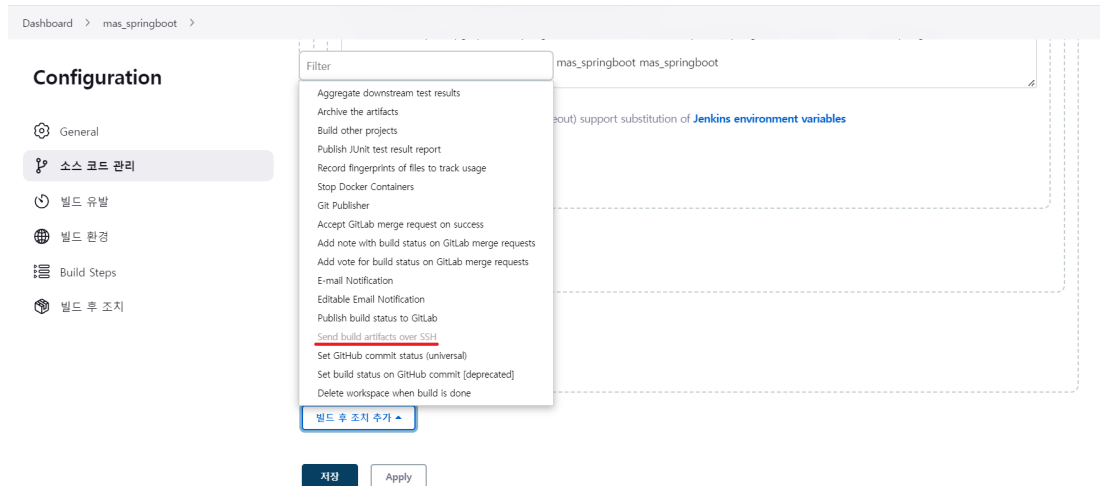 Dashboard > mas_springboot >
Configuration
General
소스 코드 관리
빌드 유발
빌드 환경
Build Steps
빌드 후 조치
Filter
mas_springboot mas_springboot
eout) support substitution of Jenkins environment variables
Aggregate downstream test results
Archive the artifacts
Build other projects
Publish JUnit test result report
Record fingerprints of files to track usage
Stop Docker Containers
Git Publisher
Accept GitLab merge request on success
Add note with build status on GitLab merge requests
Add vote for build status on GitLab merge requests
E-mail Notification
Editable Email Notification
Publish build status to GitLab
Send build artifacts over SSH
Set GitHub commit status (universal)
Set build status on GitHub commit [deprecated]
Delete workspace when build is done
빌드 후 조치 추가
저장
Apply